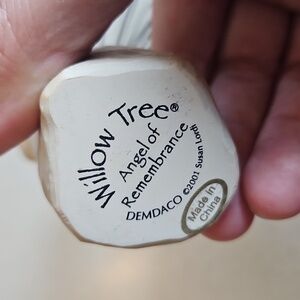 Willow Tree®
Angel of
Remembrance
DEMDACO ©2001 Susan Lordi
Made in
China